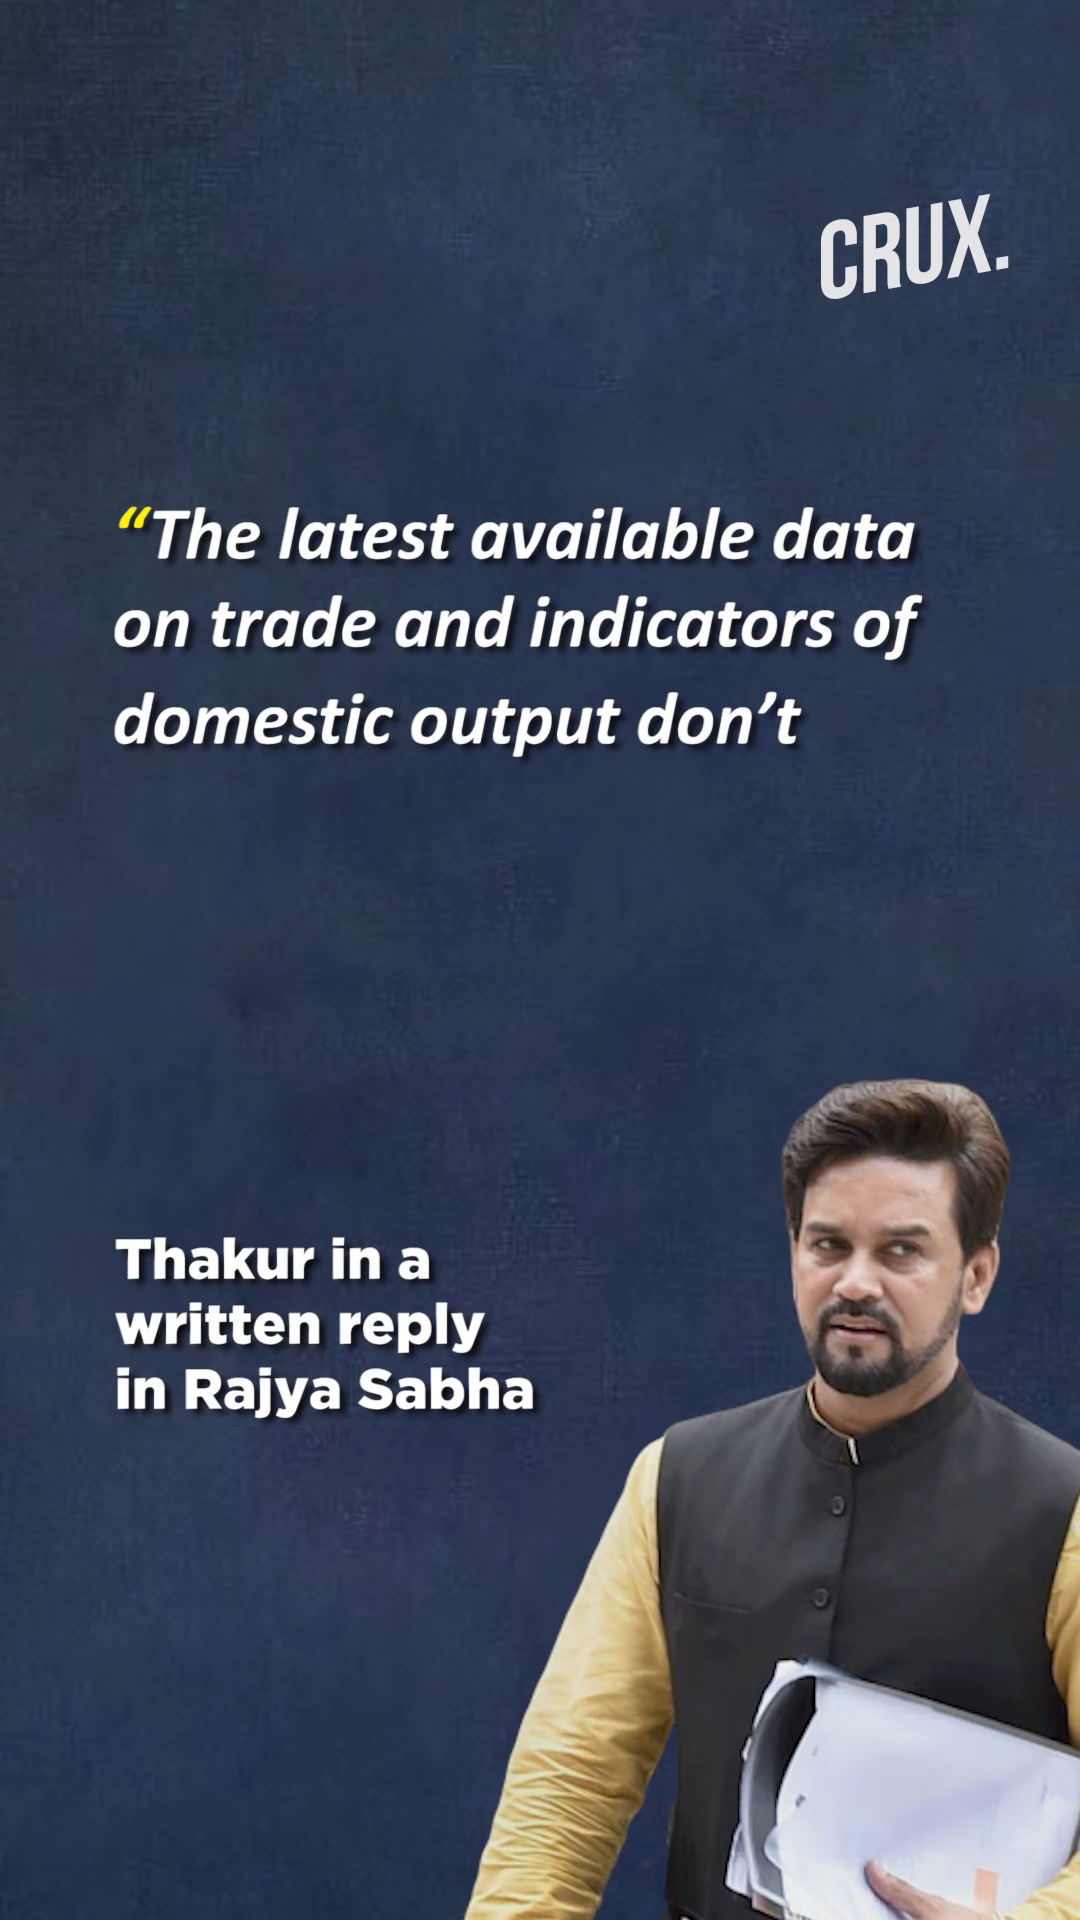 CRUX.
“The latest available data
on trade and indicators of
domestic output don’t
Thakur in a
written reply
in Rajya Sabha